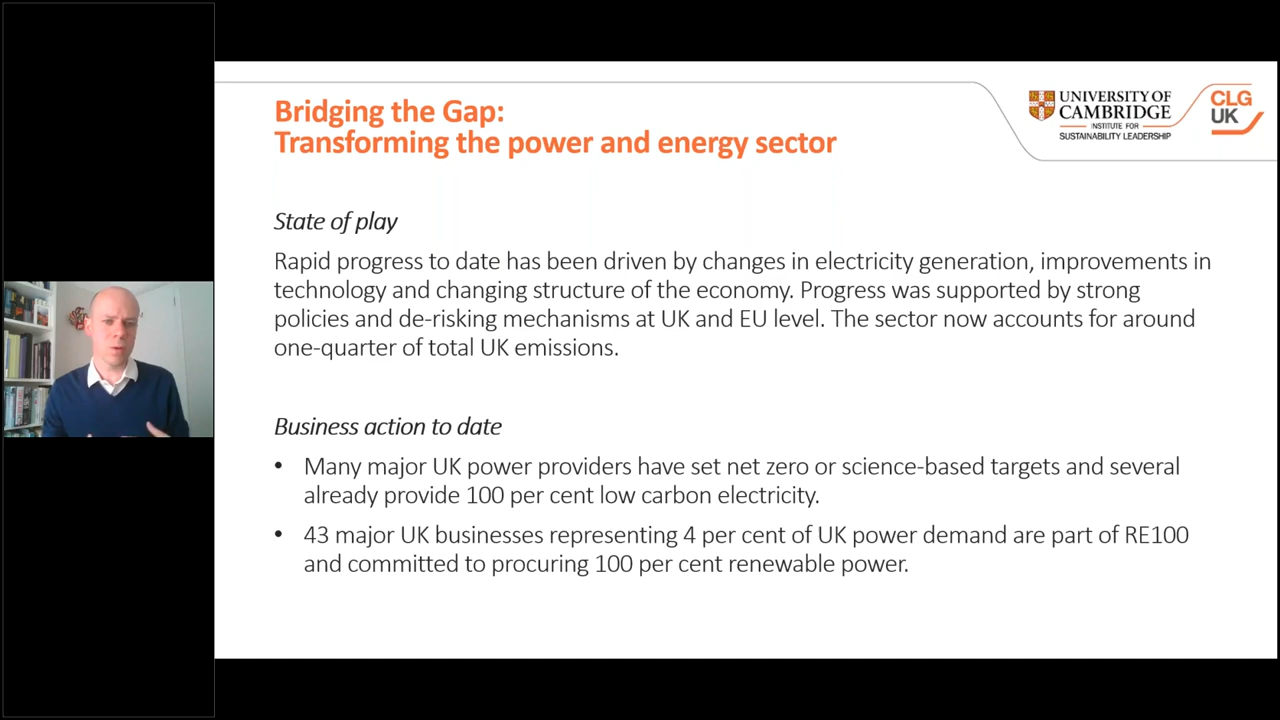 Bridging the Gap:
Transforming the power and energy sector
UNIVERSITY OF
CAMBRIDGE
INSTITUTE FOR
SUSTAINABILITY LEADERSHIP
CLG
UK
State of play
Rapid progress to date has been driven by changes in electricity generation, improvements in
technology and changing structure of the economy. Progress was supported by strong
policies and de-risking mechanisms at UK and EU level. The sector now accounts for around
one-quarter of total UK emissions.
Business action to date
• Many major UK power providers have set net zero or science-based targets and several
already provide 100 per cent low carbon electricity.
• 43 major UK businesses representing 4 per cent of UK power demand are part of RE100
and committed to procuring 100 per cent renewable power.